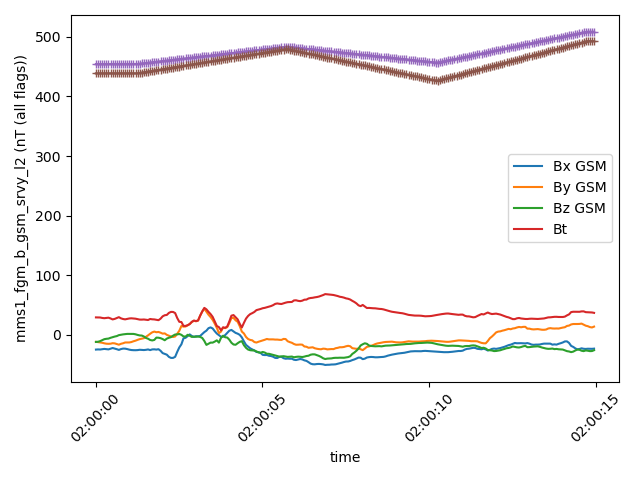 500
400
300
200
100
0
mms1_fgm_b_gsm_srvy_l2 (nT (all flags))
Bx GSM
By GSM
Bz GSM
Bt
02:00:00
02:00:05
02:00:10
02:00:15
time